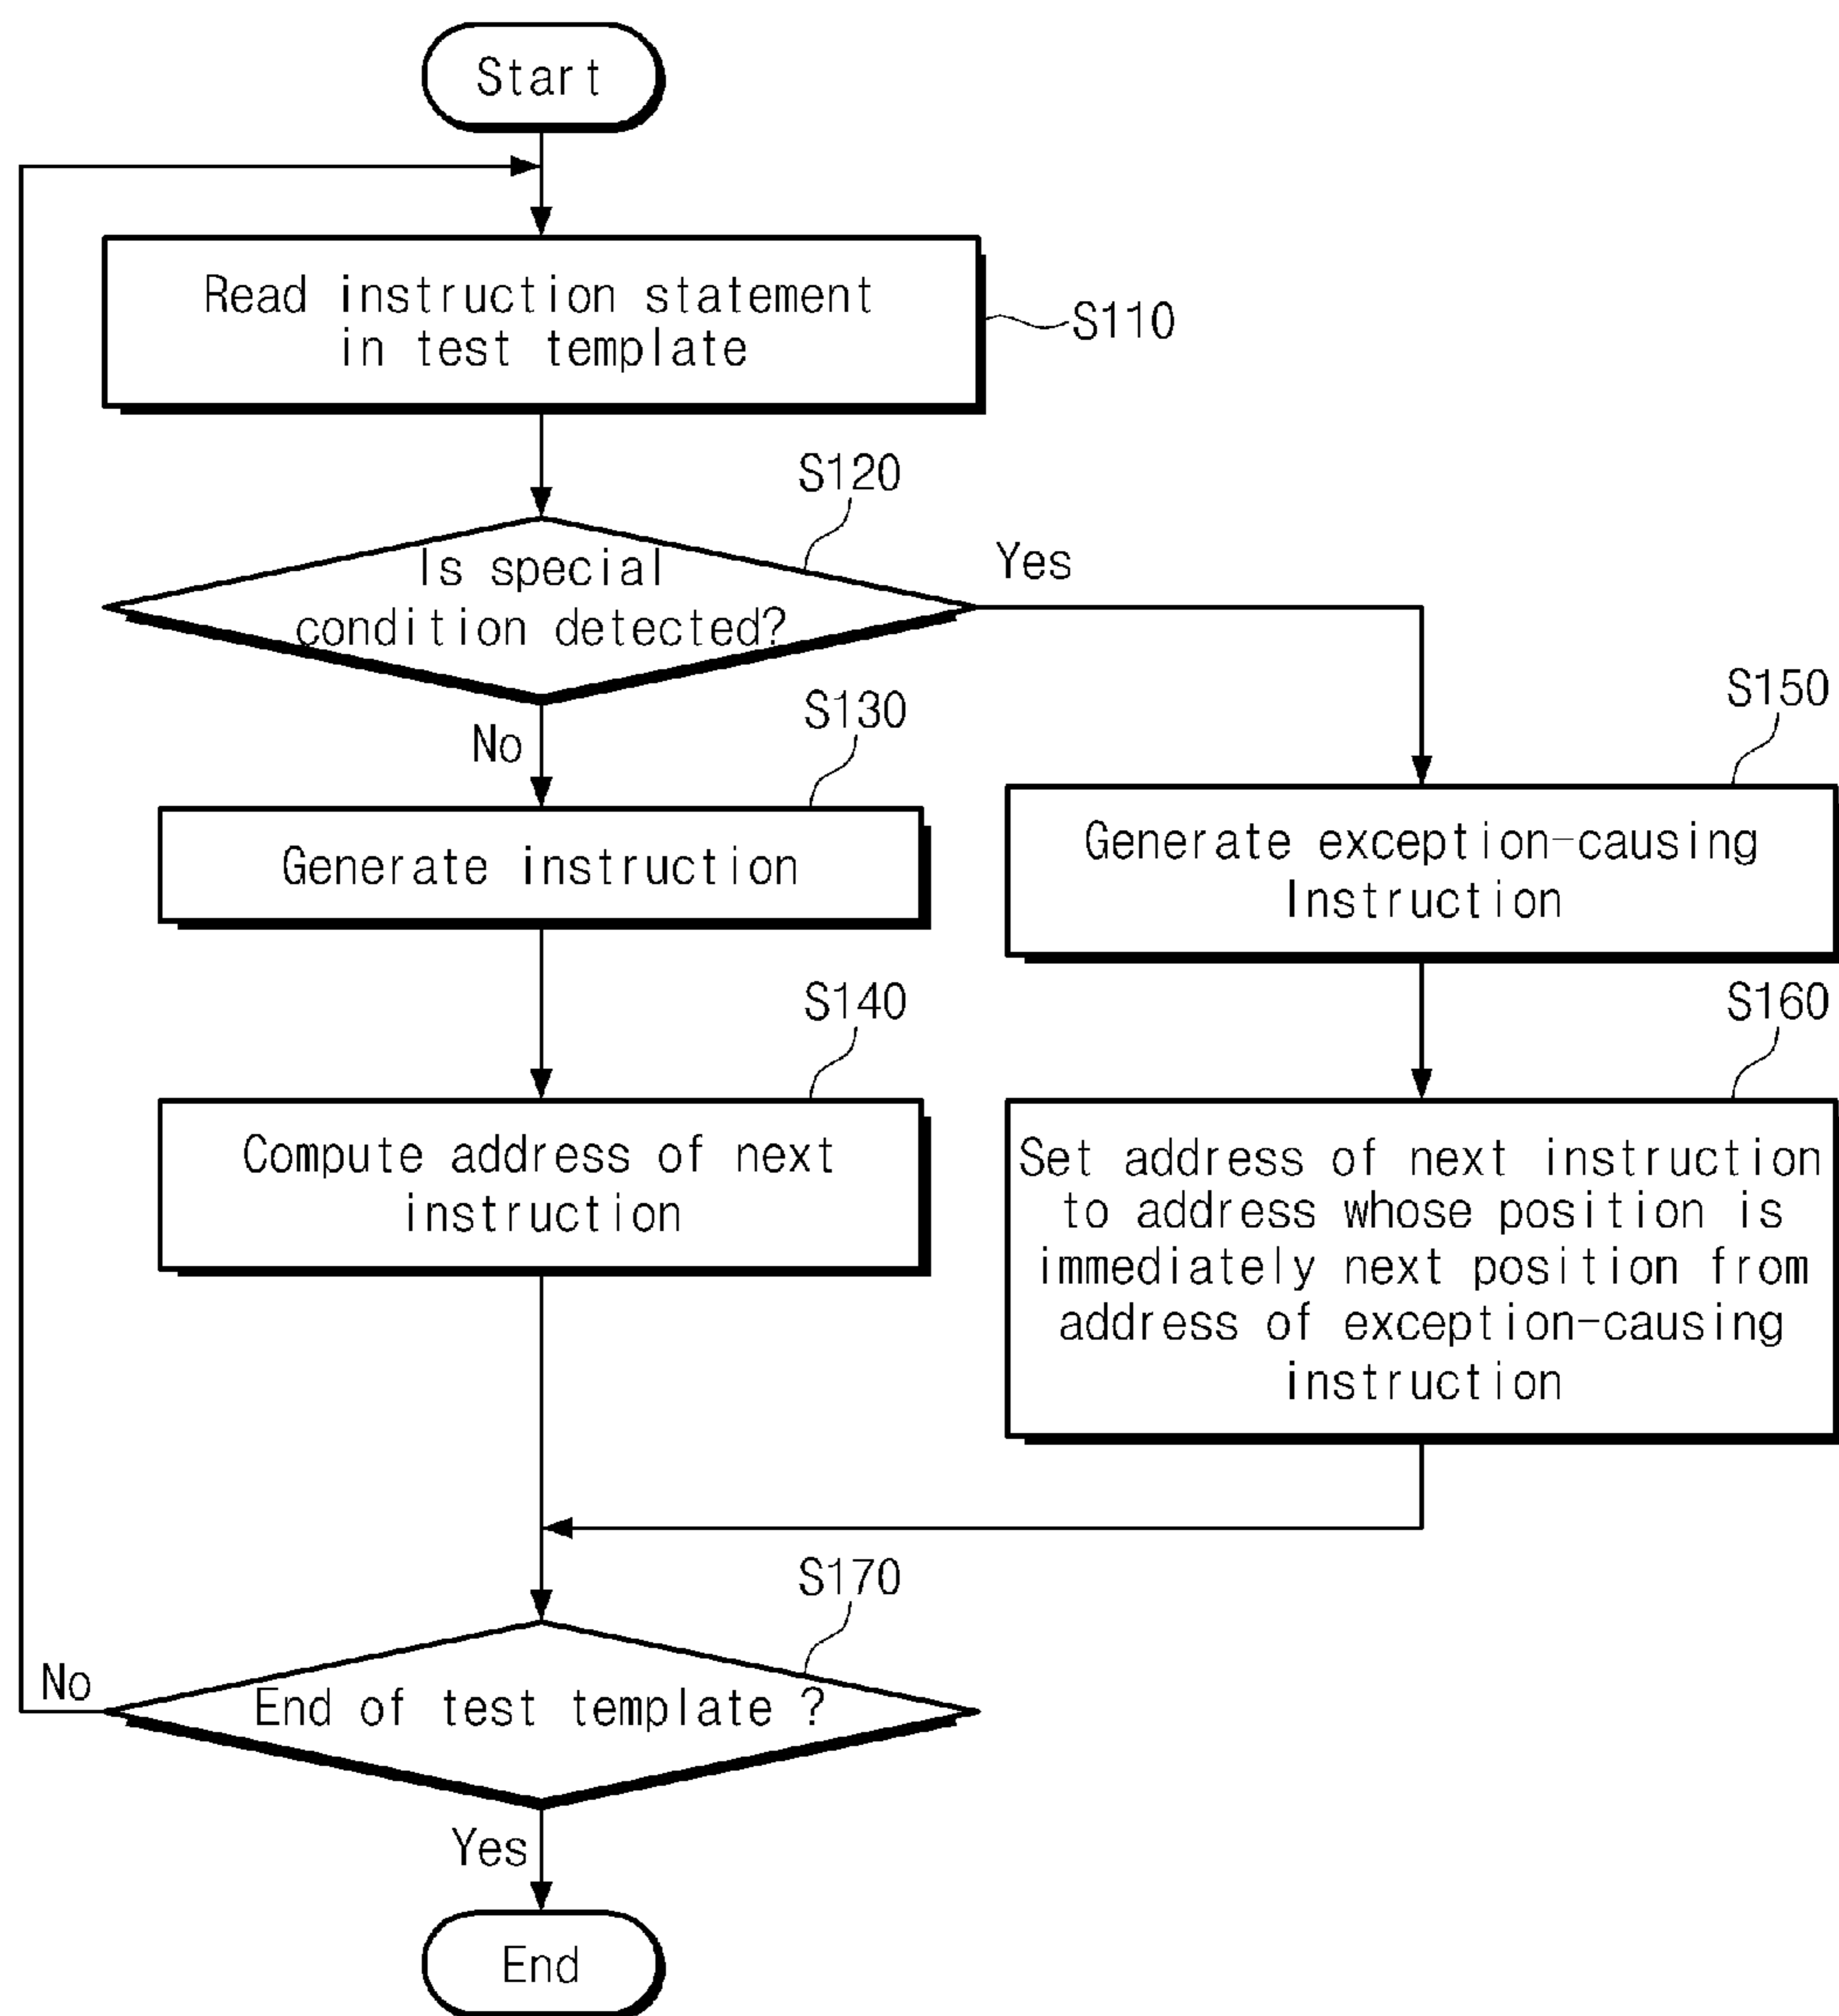 Start
Read instruction statement
in test template
S110
S120
Is special
condition detected?
Yes
No
S130
Generate instruction
S150
Generate exception-causing
Instruction
S140
Compute address of next
instruction
S160
Set address of next instruction
to address whose position is
immediately next position from
address of exception-causing
instruction
S170
End of test template ?
No
Yes
End